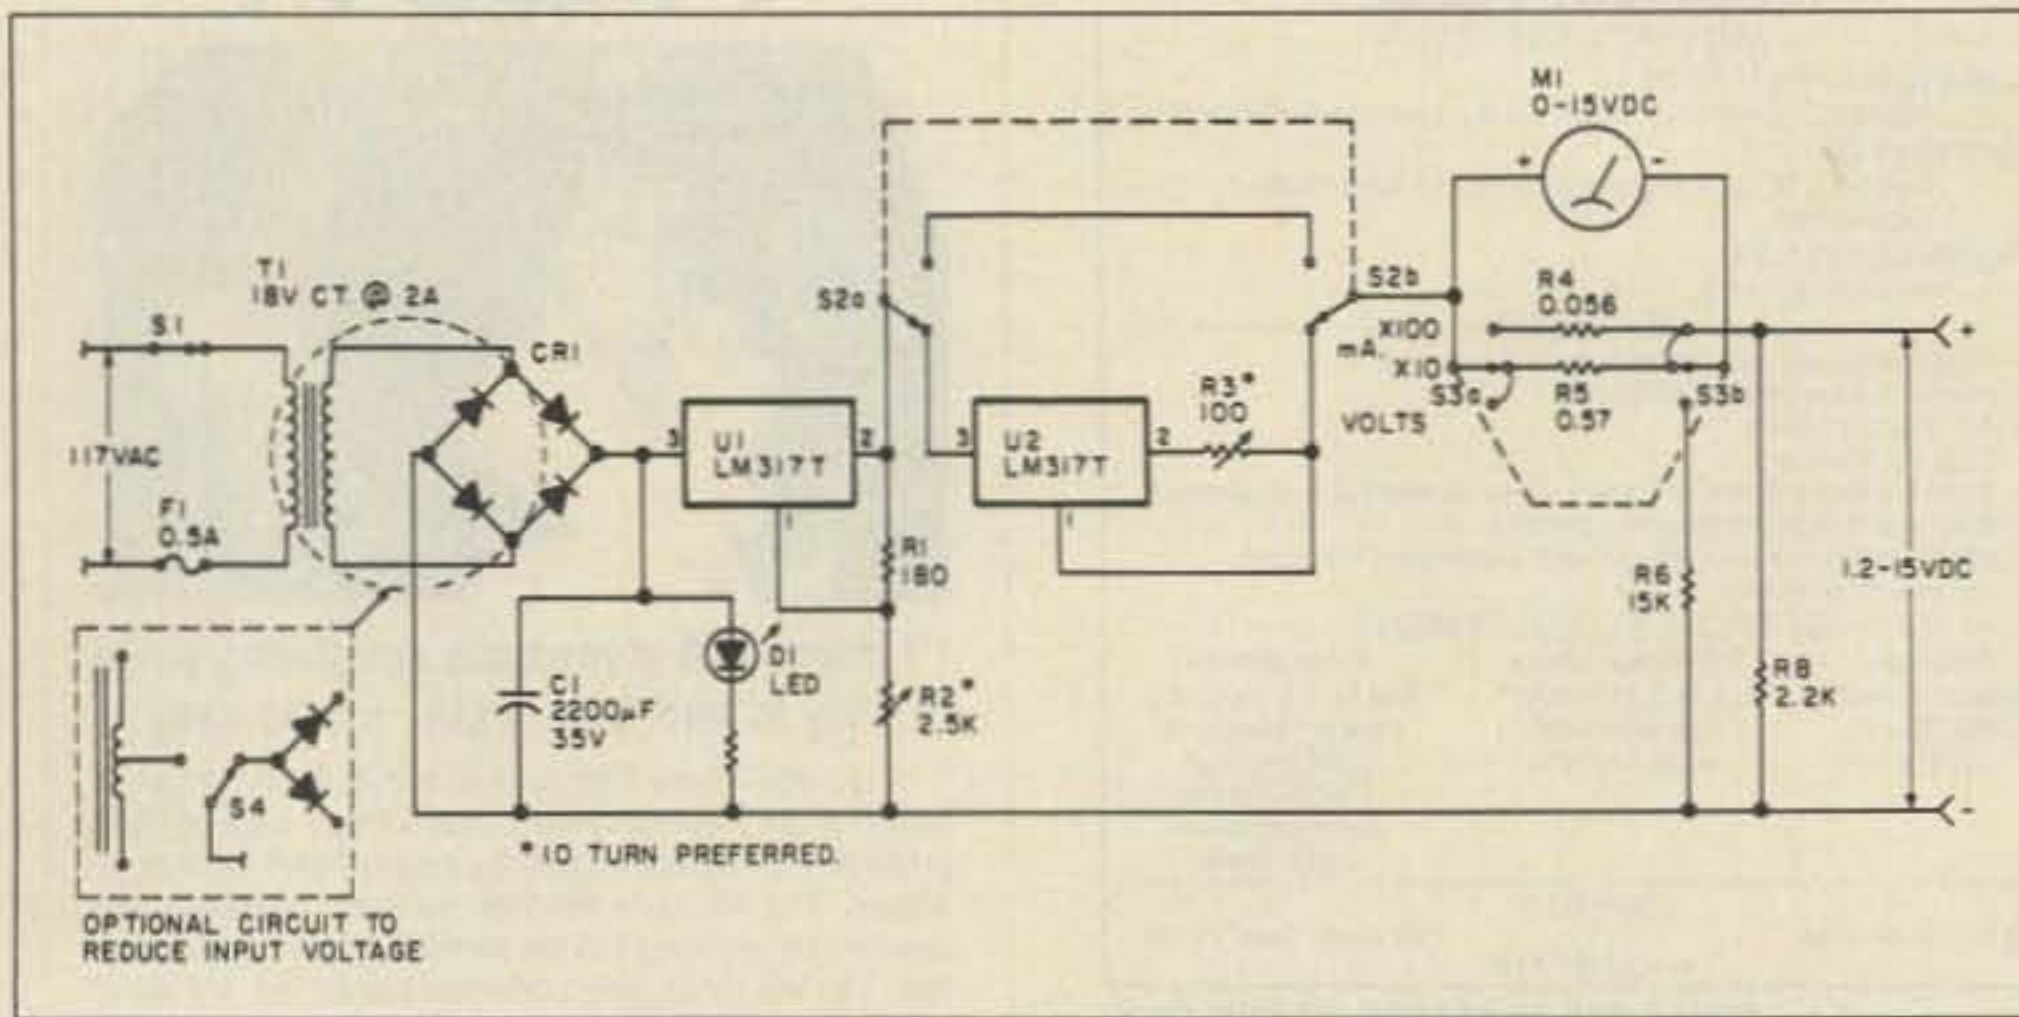 M1
0-15VDC
+
-
T1
18V CT @ 2A
S1
CR1
117VAC
F1
0.5A
3
U1
LM317T
2
1
S2a
S2b
R4
0.056
X100
mA.
X10
S3a
R5
0.57
S3b
VOLTS
3
U2
LM317T
2
1
R3*
100
+
R1
180
R6
15K
1.2-15VDC
D1
LED
C1
2200µF
35V
R2*
2.5K
R8
2.2K
S4
-
*10 TURN PREFERRED.
OPTIONAL CIRCUIT TO
REDUCE INPUT VOLTAGE